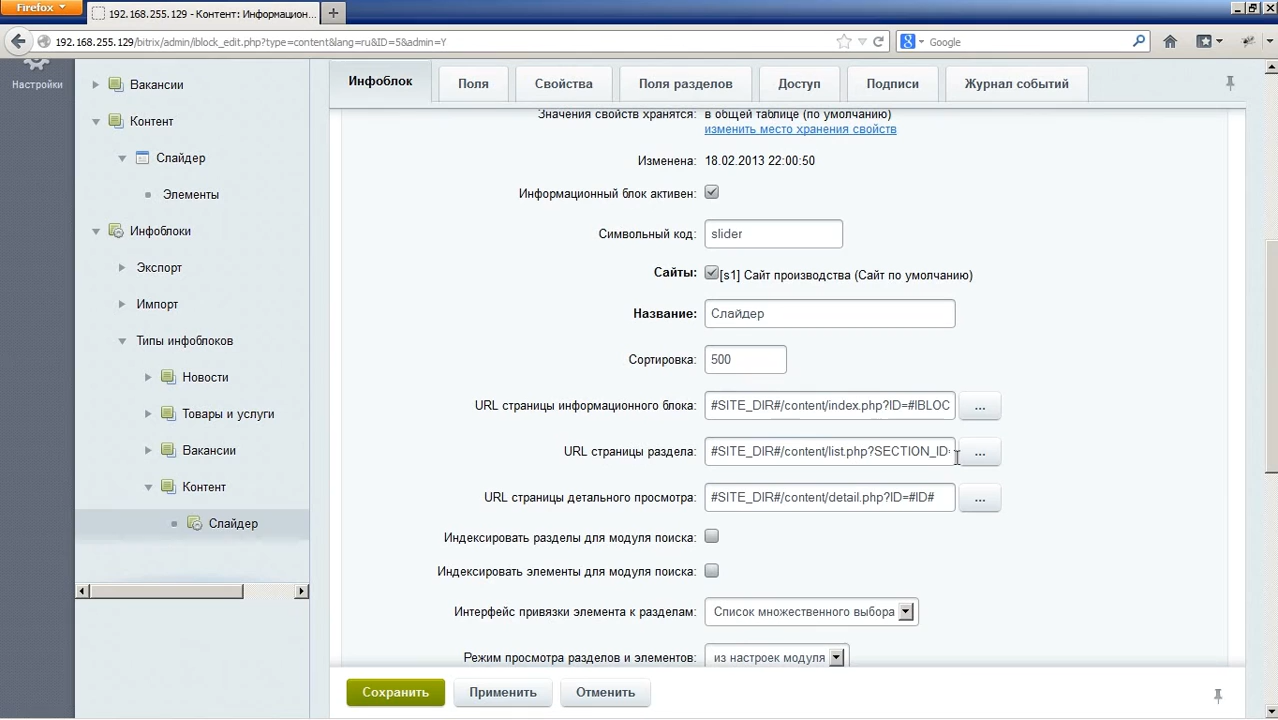 Firefox
192.168.255.129 - Контент: Информацион...
192.168.255.129/bitrix/admin/iblock_edit.php?type=content&lang=ru&ID=5&admin=Y
Google
Настройки
Вакансии
Контент
Слайдер
Элементы
Инфоблоки
Экспорт
Импорт
Типы инфоблоков
Новости
Товары и услуги
Вакансии
Контент
Слайдер
Инфоблок
Поля
Свойства
Поля разделов
Доступ
Подписи
Журнал событий
Значения свойств хранятся: в общей таблице (по умолчанию)
изменить место хранения свойств
Изменена: 18.02.2013 22:00:50
Информационный блок активен:
Символьный код: slider
Сайты: [s1] Сайт производства (Сайт по умолчанию)
Название: Слайдер
Сортировка: 500
URL страницы информационного блока: #SITE_DIR#/content/index.php?ID=#IBLOC ...
URL страницы раздела: #SITE_DIR#/content/list.php?SECTION_ID= ...
URL страницы детального просмотра: #SITE_DIR#/content/detail.php?ID=#ID# ...
Индексировать разделы для модуля поиска:
Индексировать элементы для модуля поиска:
Интерфейс привязки элемента к разделам: Список множественного выбора
Режим просмотра разделов и элементов: из настроек модуля
Сохранить
Применить
Отменить